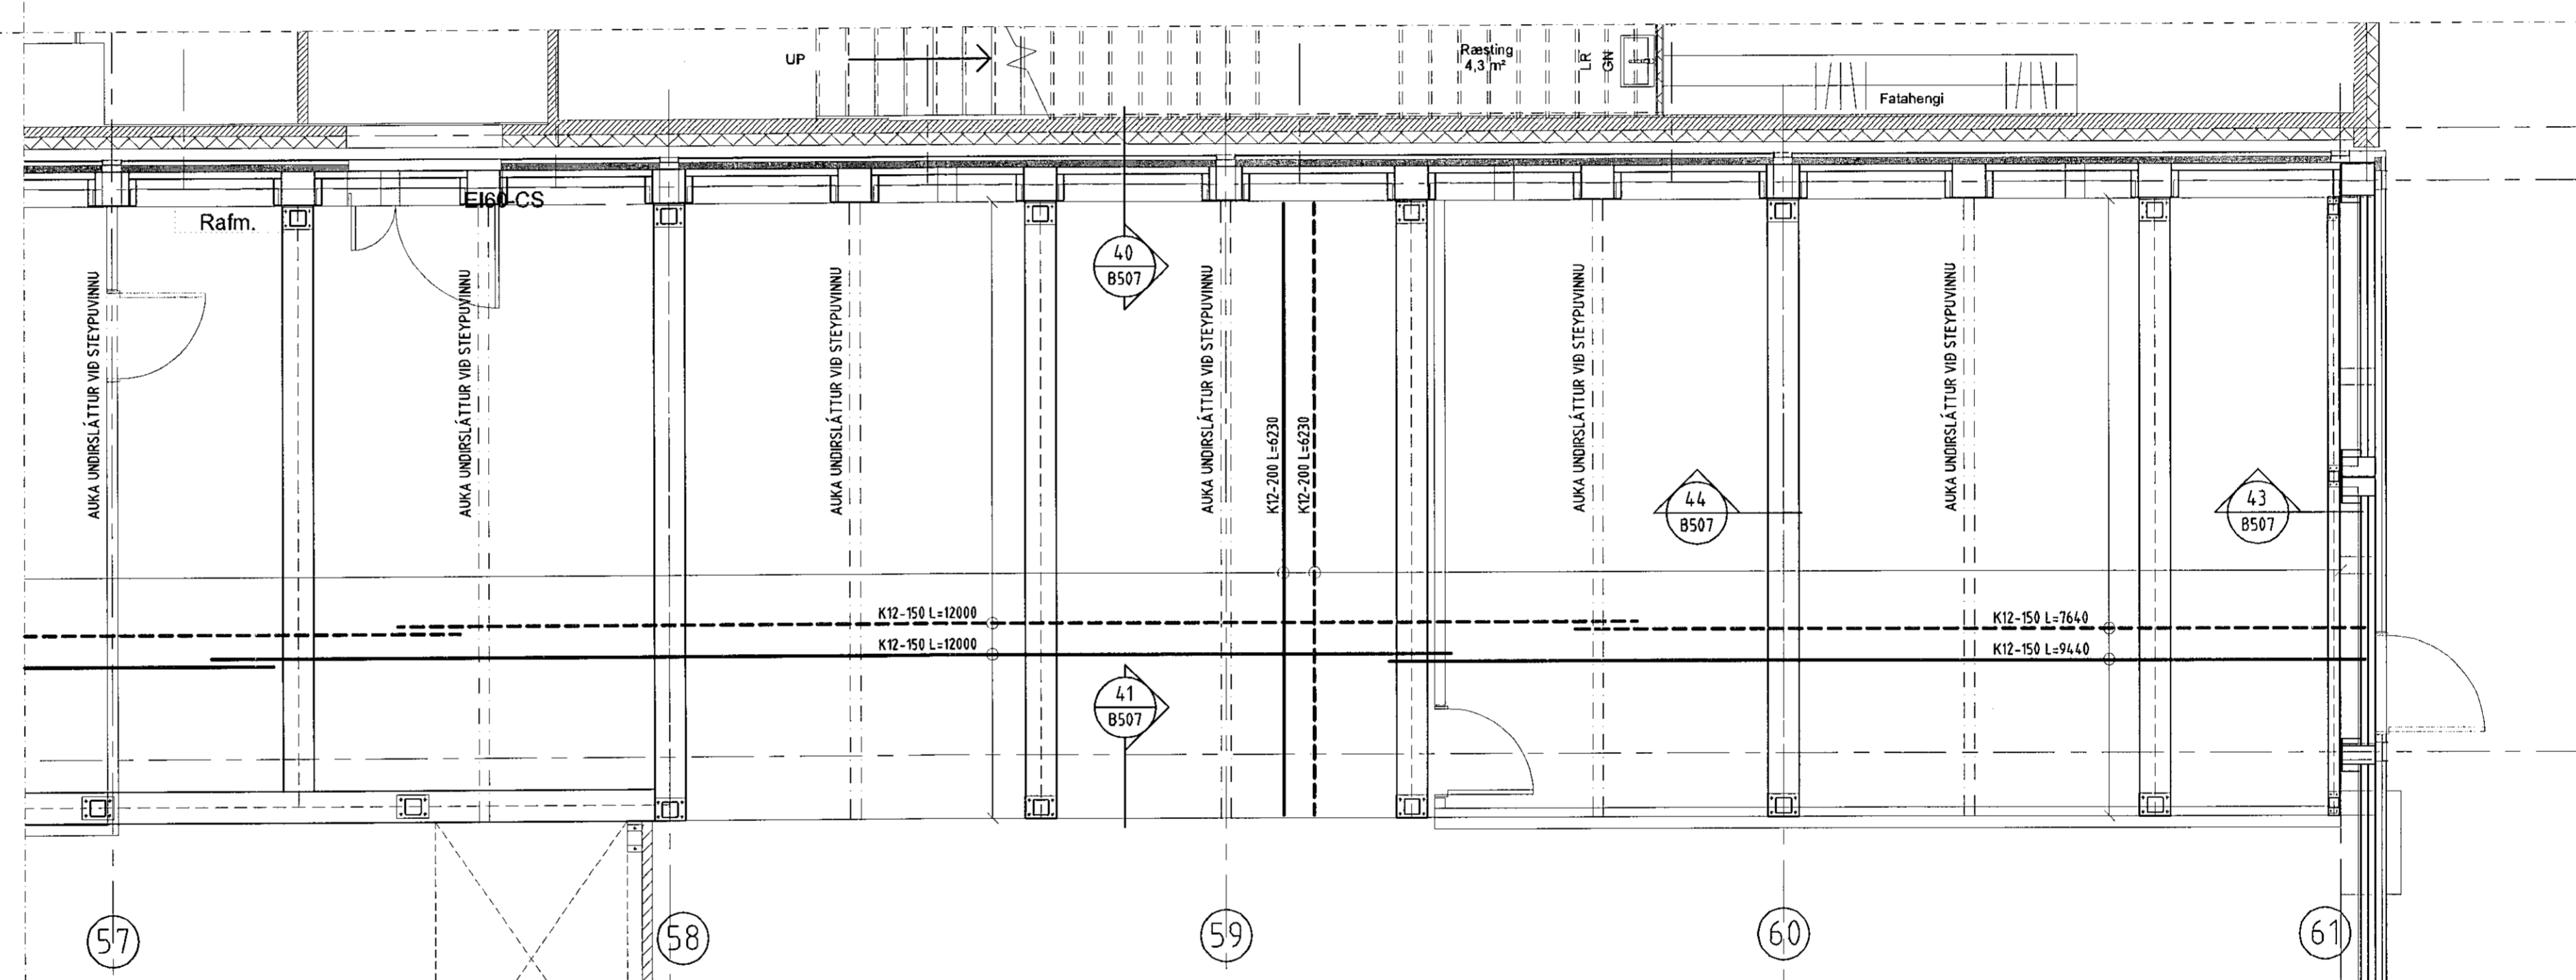 UP
Ræsting
4,3 m²
LR
GN
Fatahengi
EI60-CS
Rafm.
AUKA UNDIRSLÁTTUR VIÐ STEYPUVINNU
AUKA UNDIRSLÁTTUR VIÐ STEYPUVINNU
AUKA UNDIRSLÁTTUR VIÐ STEYPUVINNU
40
B507
AUKA UNDIRSLÁTTUR VIÐ STEYPUVINNU
K12-200 L=6230
K12-200 L=6230
AUKA UNDIRSLÁTTUR VIÐ STEYPUVINNU
44
B507
AUKA UNDIRSLÁTTUR VIÐ STEYPUVINNU
43
B507
K12-150 L=12000
K12-150 L=7640
K12-150 L=12000
K12-150 L=9440
41
B507
57
58
59
60
61